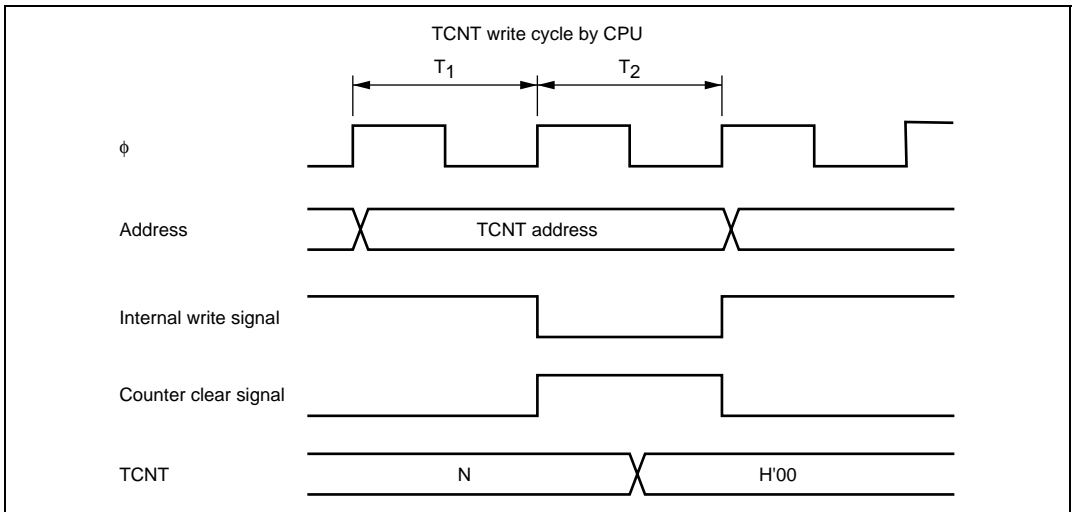 TCNT write cycle by CPU
T1 T2
φ
Address TCNT address
Internal write signal
Counter clear signal
TCNT N H'00